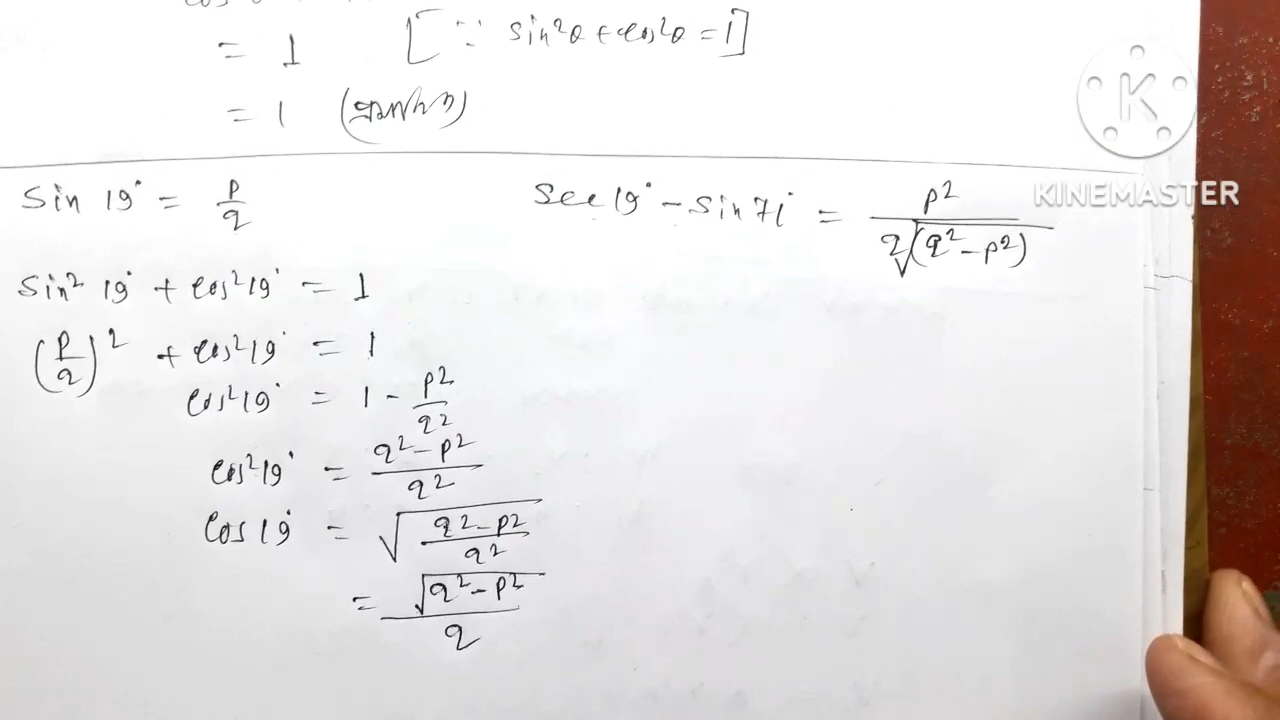 = 1 [∵ sin²θ + cos²θ = 1]
= 1 (প্রমাণিত)
KINEMASTER
Sin 19° = p/q
Sec 19° - Sin 71° = p²/q√(q² - p²)
Sin² 19° + cos² 19° = 1
(p/q)² + cos² 19° = 1
cos² 19° = 1 - p²/q²
cos² 19° = q² - p²/q²
cos 19° = √(q² - p²/q²)
= √(q² - p²)/q